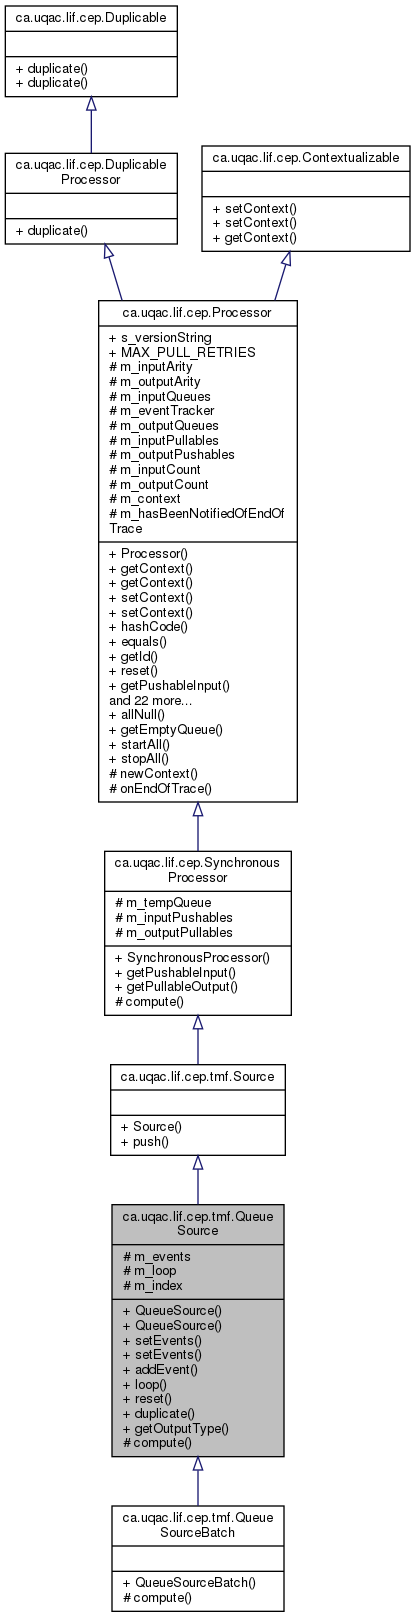 ca.uqac.lif.cep.Duplicable
+ duplicate()
+ duplicate()
ca.uqac.lif.cep.Duplicable
Processor
+ duplicate()
ca.uqac.lif.cep.Contextualizable
+ setContext()
+ setContext()
+ getContext()
ca.uqac.lif.cep.Processor
+ s_versionString
+ MAX_PULL_RETRIES
# m_inputArity
# m_outputArity
# m_inputQueues
# m_eventTracker
# m_outputQueues
# m_inputPullables
# m_outputPushables
# m_inputCount
# m_outputCount
# m_context
# m_hasBeenNotifiedOfEndOf
Trace
+ Processor()
+ getContext()
+ getContext()
+ setContext()
+ setContext()
+ hashCode()
+ equals()
+ getId()
+ reset()
+ getPushableInput()
and 22 more...
+ allNull()
+ getEmptyQueue()
+ startAll()
+ stopAll()
# newContext()
# onEndOfTrace()
ca.uqac.lif.cep.Synchronous
Processor
# m_tempQueue
# m_inputPushables
# m_outputPullables
+ SynchronousProcessor()
+ getPushableInput()
+ getPullableOutput()
# compute()
ca.uqac.lif.cep.tmf.Source
+ Source()
+ push()
ca.uqac.lif.cep.tmf.Queue
Source
# m_events
# m_loop
# m_index
+ QueueSource()
+ QueueSource()
+ setEvents()
+ setEvents()
+ addEvent()
+ loop()
+ reset()
+ duplicate()
+ getOutputType()
# compute()
ca.uqac.lif.cep.tmf.Queue
SourceBatch
+ QueueSourceBatch()
# compute()